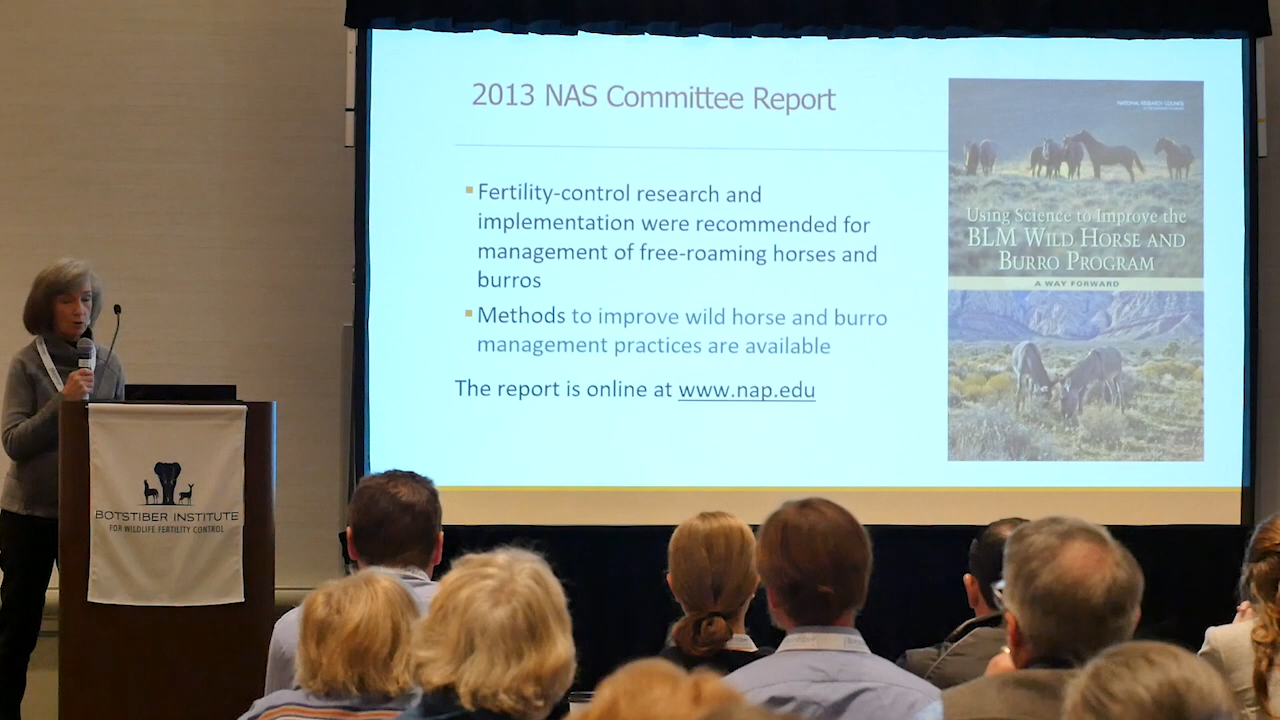 2013 NAS Committee Report
Fertility-control research and
implementation were recommended for
management of free-roaming horses and
burros
Methods to improve wild horse and burro
management practices are available
The report is online at www.nap.edu
NATIONAL RESEARCH COUNCIL
Using Science to Improve the
BLM WILD HORSE AND
BURRO PROGRAM
A WAY FORWARD
BOTSTIBER INSTITUTE
FOR WILDLIFE FERTILITY CONTROL